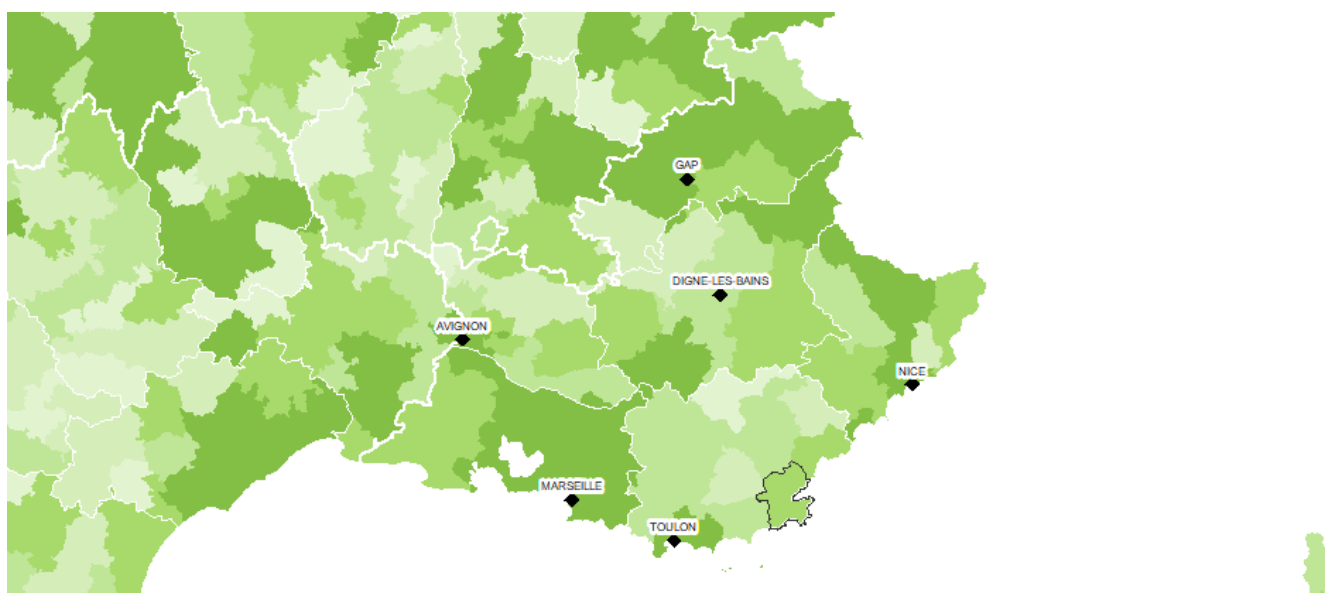 GAP
DIGNE-LES-BAINS
AVIGNON
NICE
MARSEILLE
TOULON